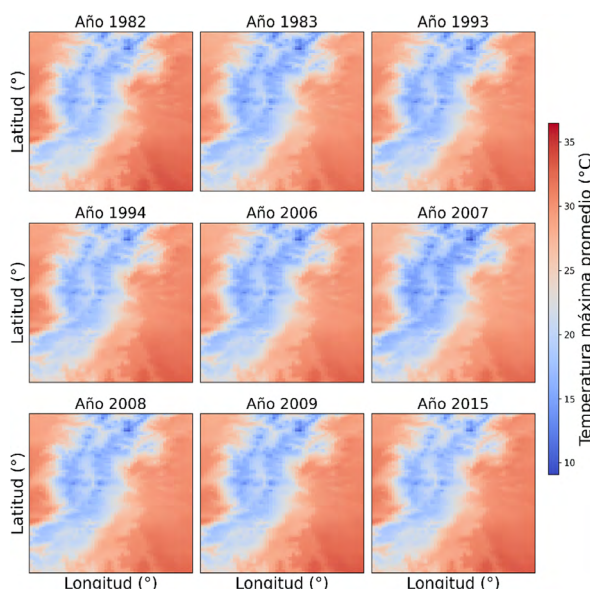 Año 1982
Año 1983
Año 1993
Latitud (°)
Año 1994
Año 2006
Año 2007
Latitud (°)
Año 2008
Año 2009
Año 2015
Latitud (°)
Longitud (°)
Longitud (°)
Longitud (°)
35
30
25
20
15
10
Temperatura máxima promedio (°C)